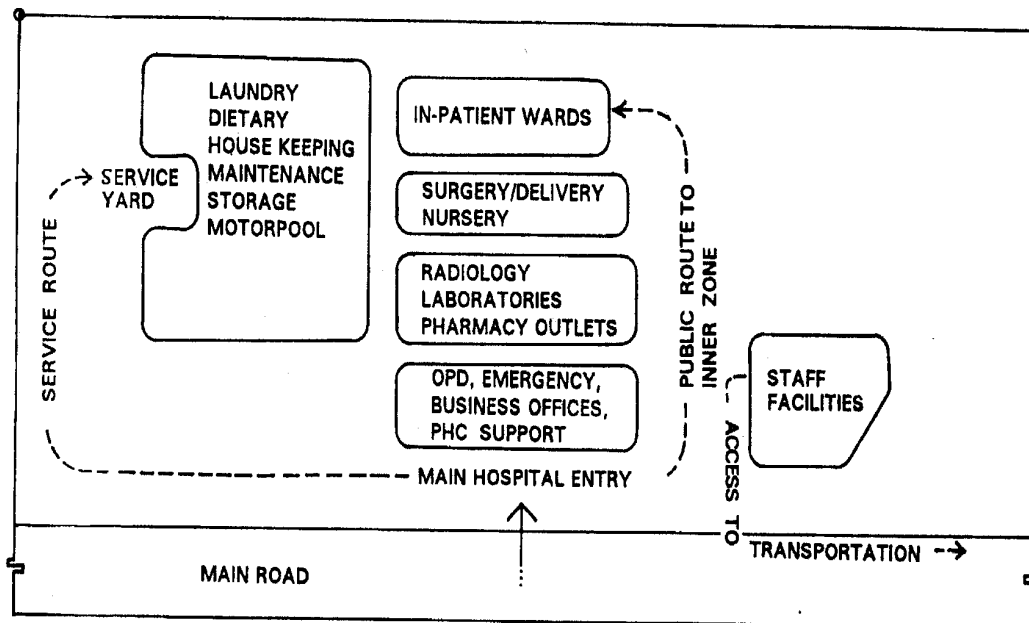 LAUNDRY
DIETARY
HOUSE KEEPING
MAINTENANCE
STORAGE
MOTORPOOL
SERVICE
YARD
SERVICE ROUTE
IN-PATIENT WARDS
SURGERY/DELIVERY
NURSERY
RADIOLOGY
LABORATORIES
PHARMACY OUTLETS
OPD, EMERGENCY,
BUSINESS OFFICES,
PHC SUPPORT
PUBLIC ROUTE TO
INNER ZONE
STAFF
FACILITIES
ACCESS TO
TRANSPORTATION
MAIN HOSPITAL ENTRY
MAIN ROAD